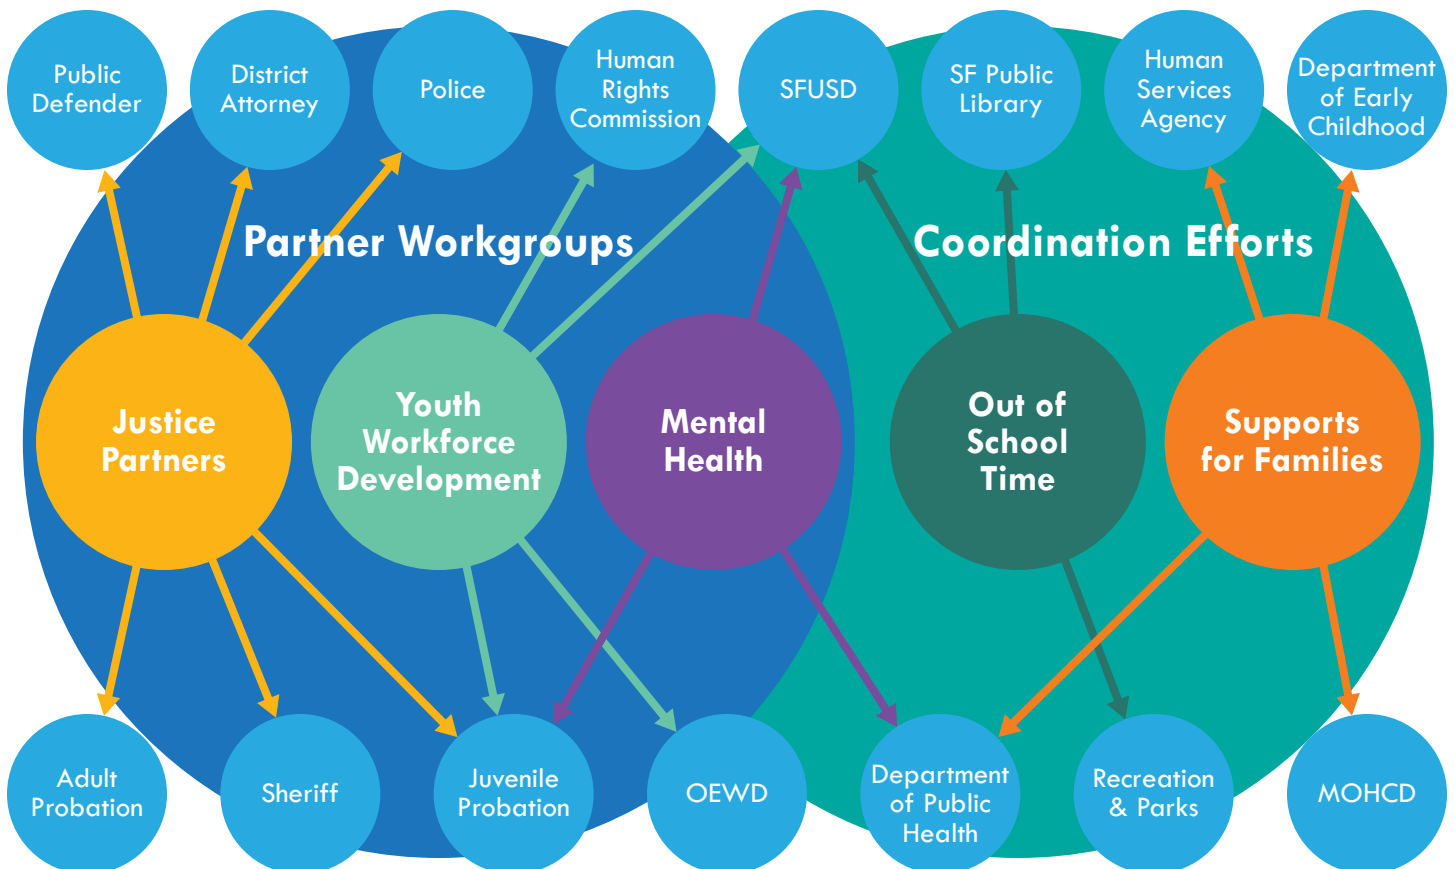 Public
Defender
District
Attorney
Police
Human
Rights
Commission
SFUSD
SF Public
Library
Human
Services
Agency
Department
of Early
Childhood
Partner Workgroups
Coordination Efforts
Justice
Partners
Youth
Workforce
Development
Mental
Health
Out of
School
Time
Supports
for Families
Adult
Probation
Sheriff
Juvenile
Probation
OEWD
Department
of Public
Health
Recreation
& Parks
MOHCD